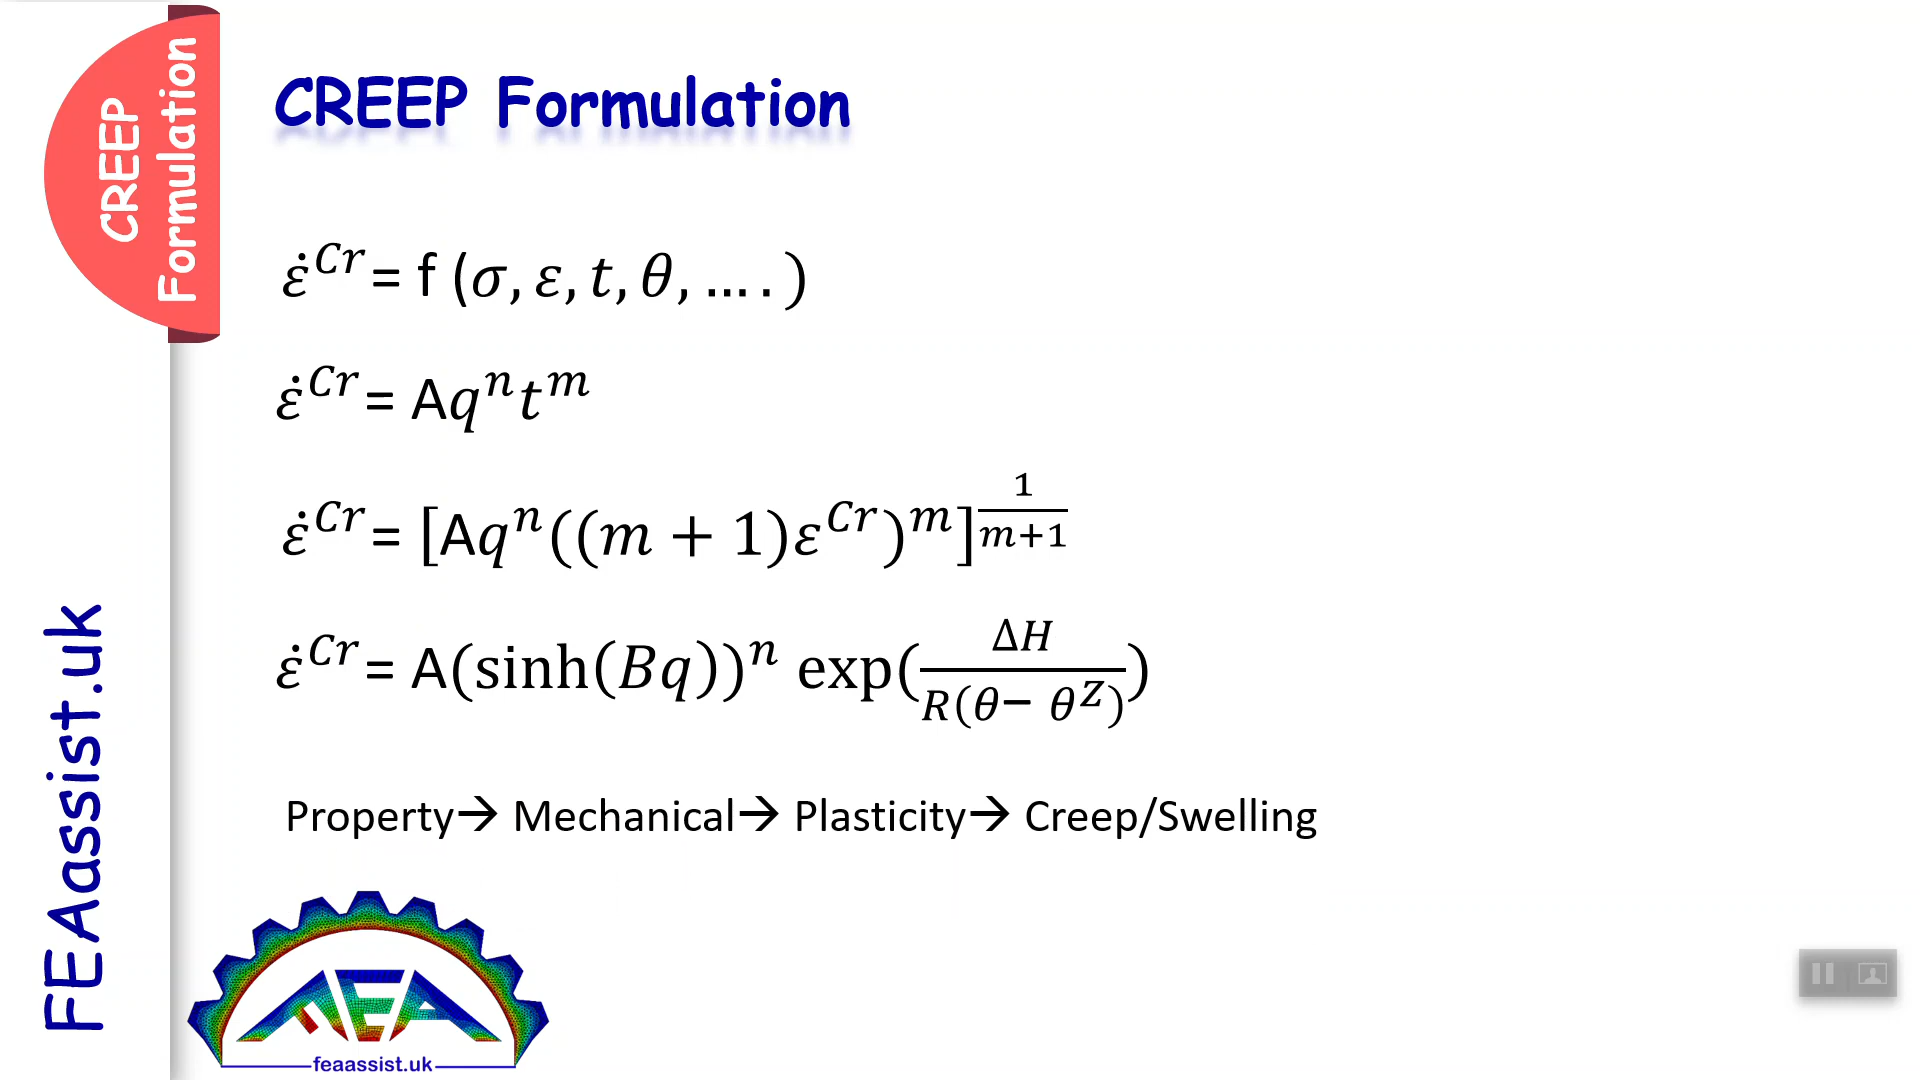 CREEP
Formulation
CREEP Formulation
ε̇^Cr = f (σ, ε, t, θ, … . )
ε̇^Cr = Aq^n t^m
ε̇^Cr = [Aq^n((m + 1)ε^Cr)^m]^(1/(m+1))
ε̇^Cr = A(sinh(Bq))^n exp(ΔH/(R(θ− θ^Z)))
Property→ Mechanical→ Plasticity→ Creep/Swelling
FEAassist.uk
FEA
feaassist.uk